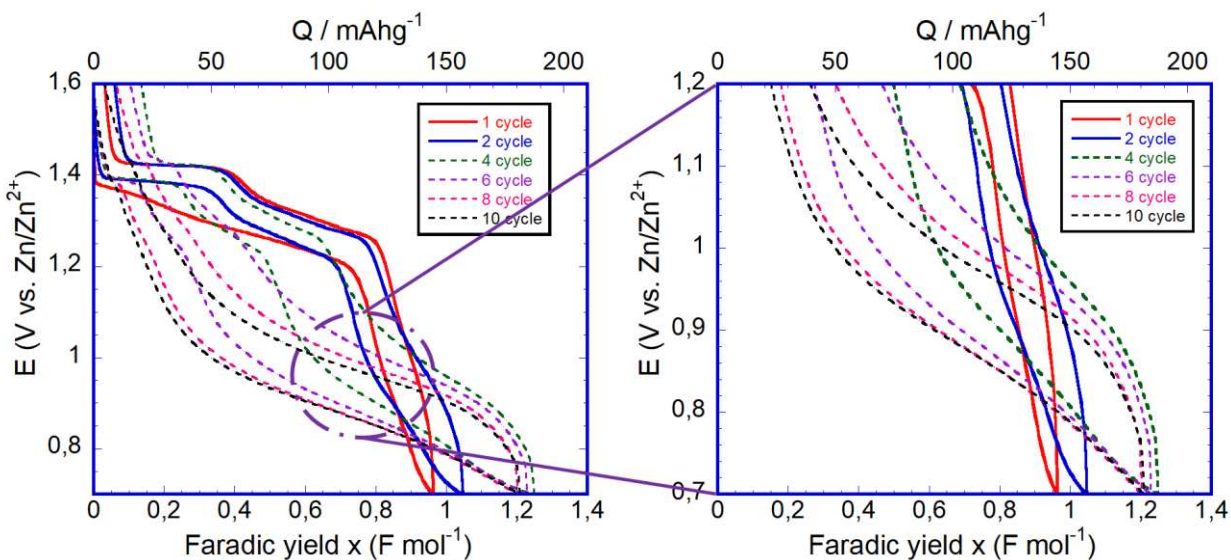 Q / mAhg⁻¹
0 50 100 150 200
1,6
1,4
1,2
1
0,8
E (V vs. Zn/Zn²⁺)
1 cycle
2 cycle
4 cycle
6 cycle
8 cycle
10 cycle
0 0,2 0,4 0,6 0,8 1 1,2 1,4
Faradic yield x (F mol⁻¹)
Q / mAhg⁻¹
0 50 100 150 200
1,2
1,1
1,0
0,9
0,8
0,7
E (V vs. Zn/Zn²⁺)
1 cycle
2 cycle
4 cycle
6 cycle
8 cycle
10 cycle
0 0,2 0,4 0,6 0,8 1 1,2 1,4
Faradic yield x (F mol⁻¹)